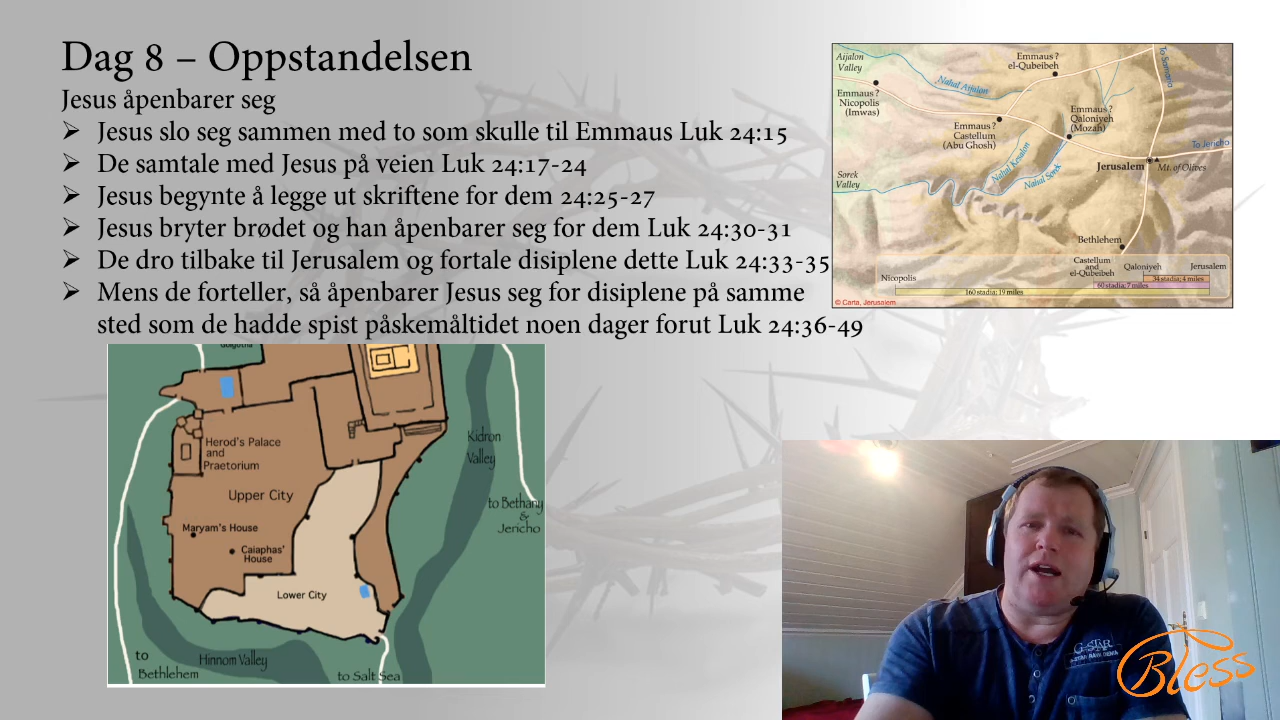 Dag 8 – Oppstandelsen
Jesus åpenbarer seg
➢ Jesus slo seg sammen med to som skulle til Emmaus Luk 24:15
➢ De samtale med Jesus på veien Luk 24:17-24
➢ Jesus begynte å legge ut skriftene for dem 24:25-27
➢ Jesus bryter brødet og han åpenbarer seg for dem Luk 24:30-31
➢ De dro tilbake til Jerusalem og fortale disiplene dette Luk 24:33-35
➢ Mens de forteller, så åpenbarer Jesus seg for disiplene på samme
sted som de hadde spist påskemåltidet noen dager forut Luk 24:36-49
Aijalon
Valley
Nahal Aijalon
Emmaus ?
el-Qubeibeh
To Samaria
Emmaus ?
Nicopolis
(Imwas)
Emmaus ?
Castellum
(Abu Ghosh)
Emmaus ?
Qaloniyeh
(Mozah)
Nahal Kesalon
Nahal Sorek
To Jericho
Jerusalem
Mt. of Olives
Sorek
Valley
Bethlehem
Nicopolis
Castellum
and
el-Qubeibeh
Qaloniyeh
Jerusalem
34 stadia; 4 miles
60 stadia; 7 miles
160 stadia; 19 miles
© Carta, Jerusalem
Golgotha
Herod's Palace
and
Praetorium
Upper City
Maryam's House
Caiaphas'
House
Lower City
Kidron
Valley
to Bethany
&
Jericho
to
Bethlehem
Hinnom Valley
to Salt Sea
G-STAR
Bless